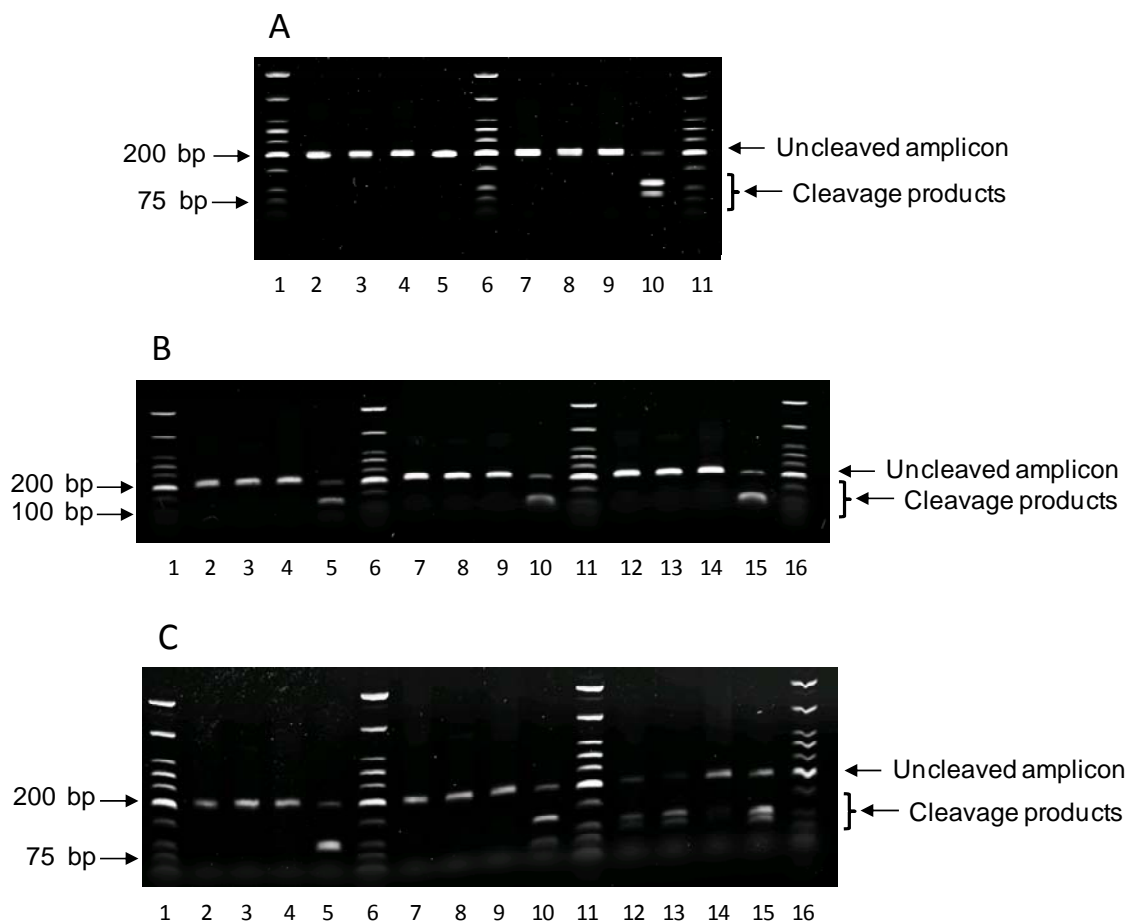 A
200 bp
75 bp
Uncleaved amplicon
Cleavage products
1 2 3 4 5 6 7 8 9 10 11
B
200 bp
100 bp
Uncleaved amplicon
Cleavage products
1 2 3 4 5 6 7 8 9 10 11 12 13 14 15 16
C
200 bp
75 bp
Uncleaved amplicon
Cleavage products
1 2 3 4 5 6 7 8 9 10 11 12 13 14 15 16